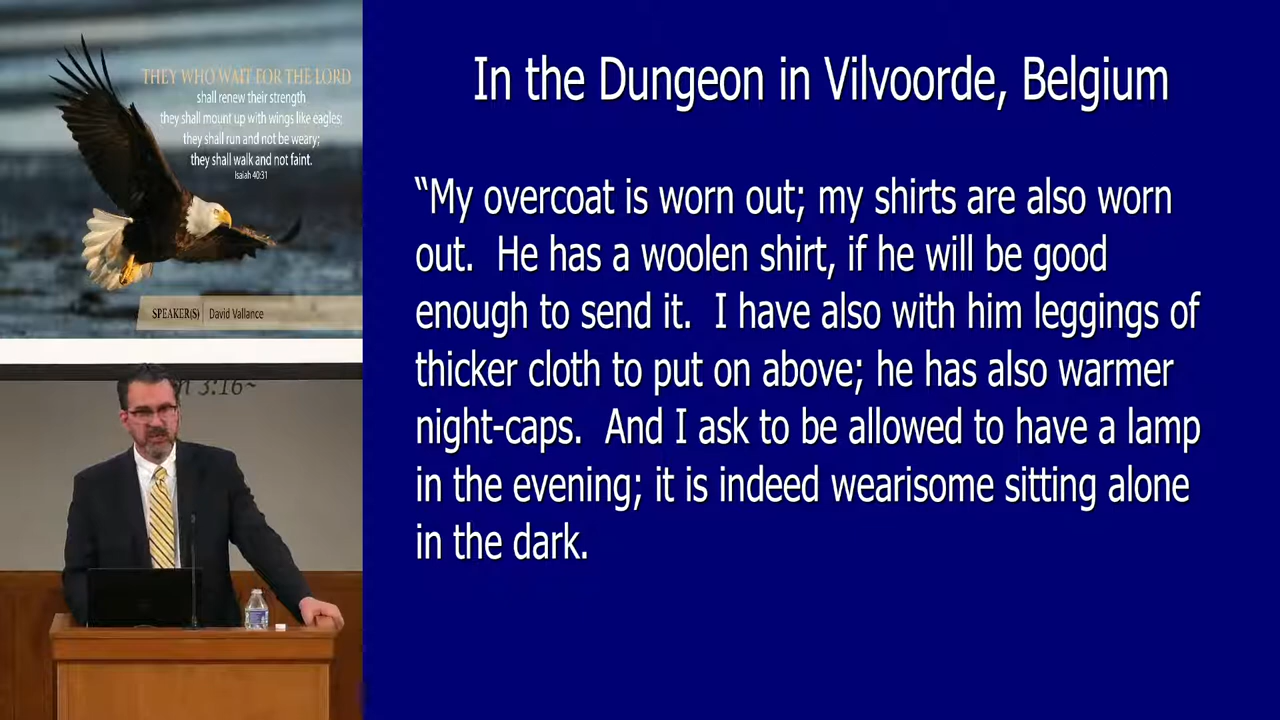 THEY WHO WAIT FOR THE LORD
shall renew their strength
they shall mount up with wings like eagles;
they shall run and not be weary;
they shall walk and not faint.
Isaiah 40:31
SPEAKER(S) David Vallance
3:16~
In the Dungeon in Vilvoorde, Belgium
“My overcoat is worn out; my shirts are also worn
out. He has a woolen shirt, if he will be good
enough to send it. I have also with him leggings of
thicker cloth to put on above; he has also warmer
night-caps. And I ask to be allowed to have a lamp
in the evening; it is indeed wearisome sitting alone
in the dark.